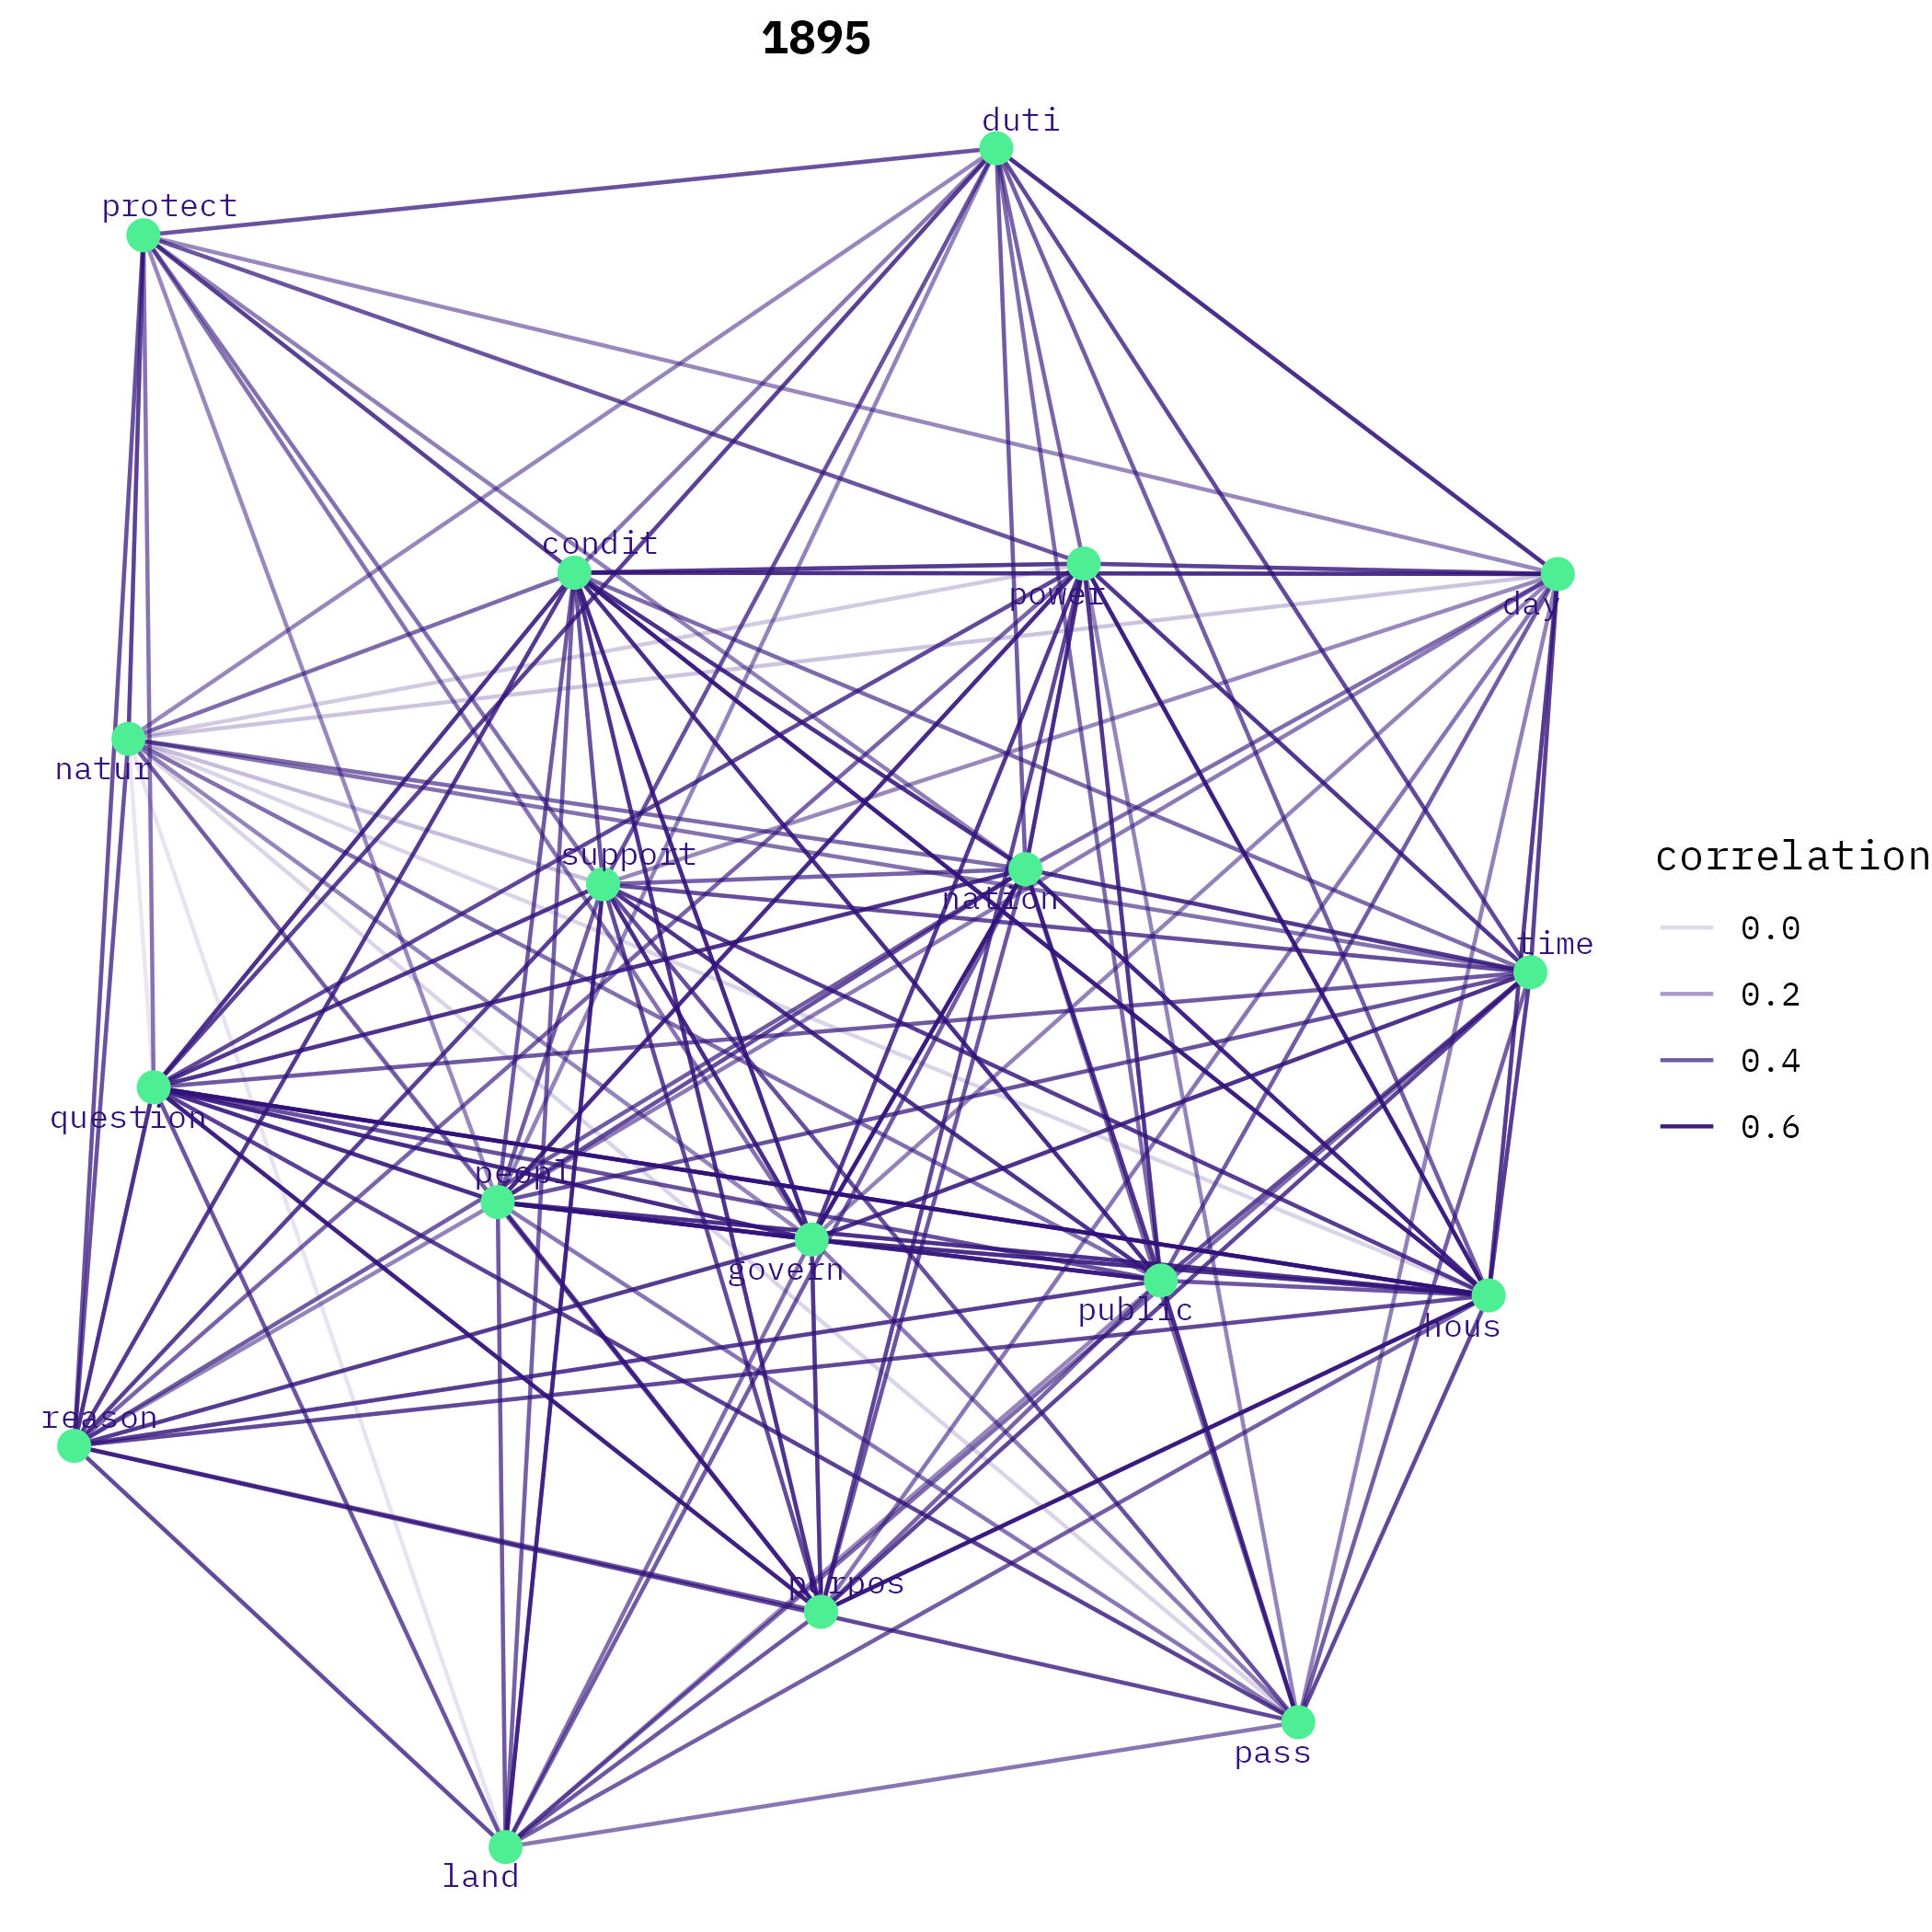 1895
duti
protect
condit
power
day
natur
support
nation
correlation
0.0
time
0.2
0.4
question
0.6
peopl
govern
public
hous
reason
purpos
pass
land